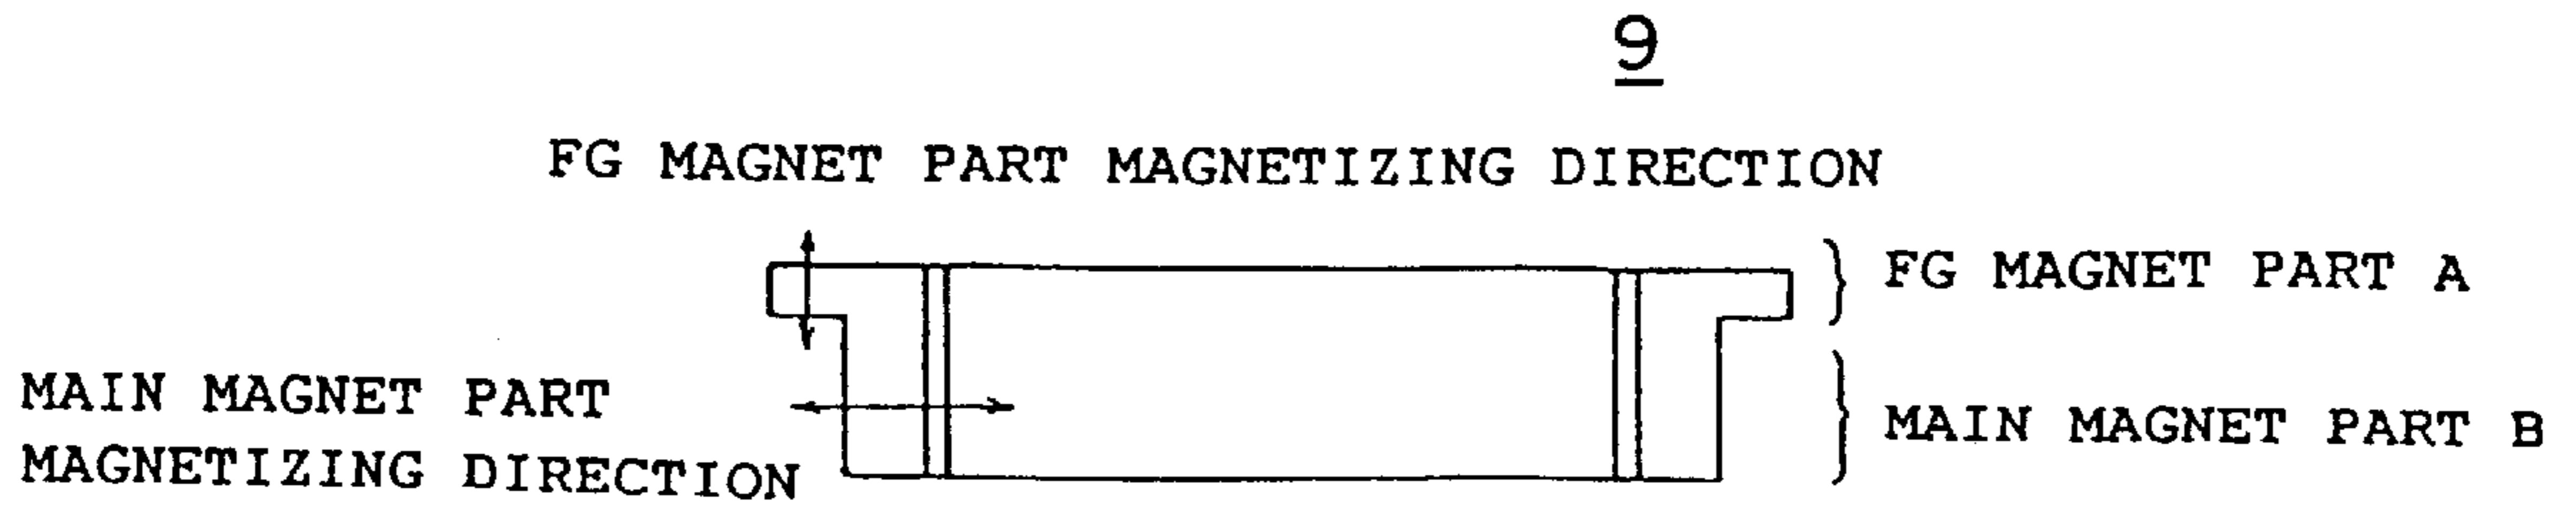 9
FG MAGNET PART MAGNETIZING DIRECTION
FG MAGNET PART A
MAIN MAGNET PART
MAGNETIZING DIRECTION
MAIN MAGNET PART B